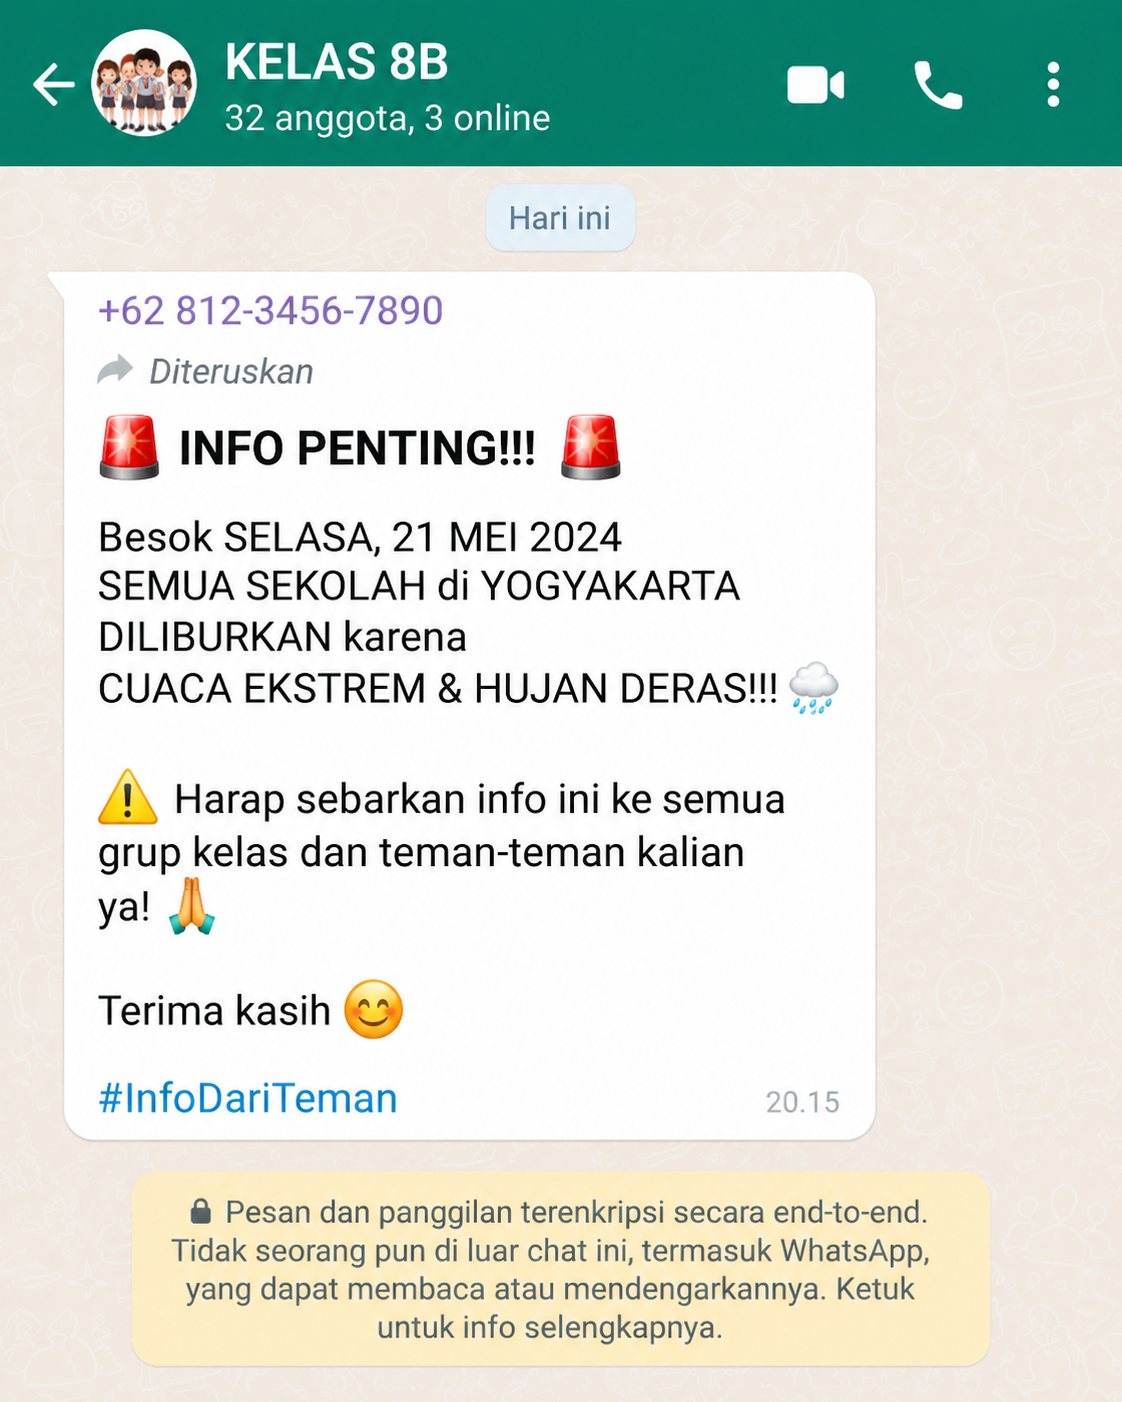 KELAS 8B
32 anggota, 3 online
Hari ini
+62 812-3456-7890
Diteruskan
🚨 INFO PENTING!!! 🚨
Besok SELASA, 21 MEI 2024
SEMUA SEKOLAH di YOGYAKARTA
DILIBURKAN karena
CUACA EKSTREM & HUJAN DERAS!!! 🌧️
⚠️ Harap sebarkan info ini ke semua
grup kelas dan teman-teman kalian
ya! 🙏
Terima kasih 😊
#InfoDariTeman
20.15
🔒 Pesan dan panggilan terenkripsi secara end-to-end.
Tidak seorang pun di luar chat ini, termasuk WhatsApp,
yang dapat membaca atau mendengarkannya. Ketuk
untuk info selengkapnya.